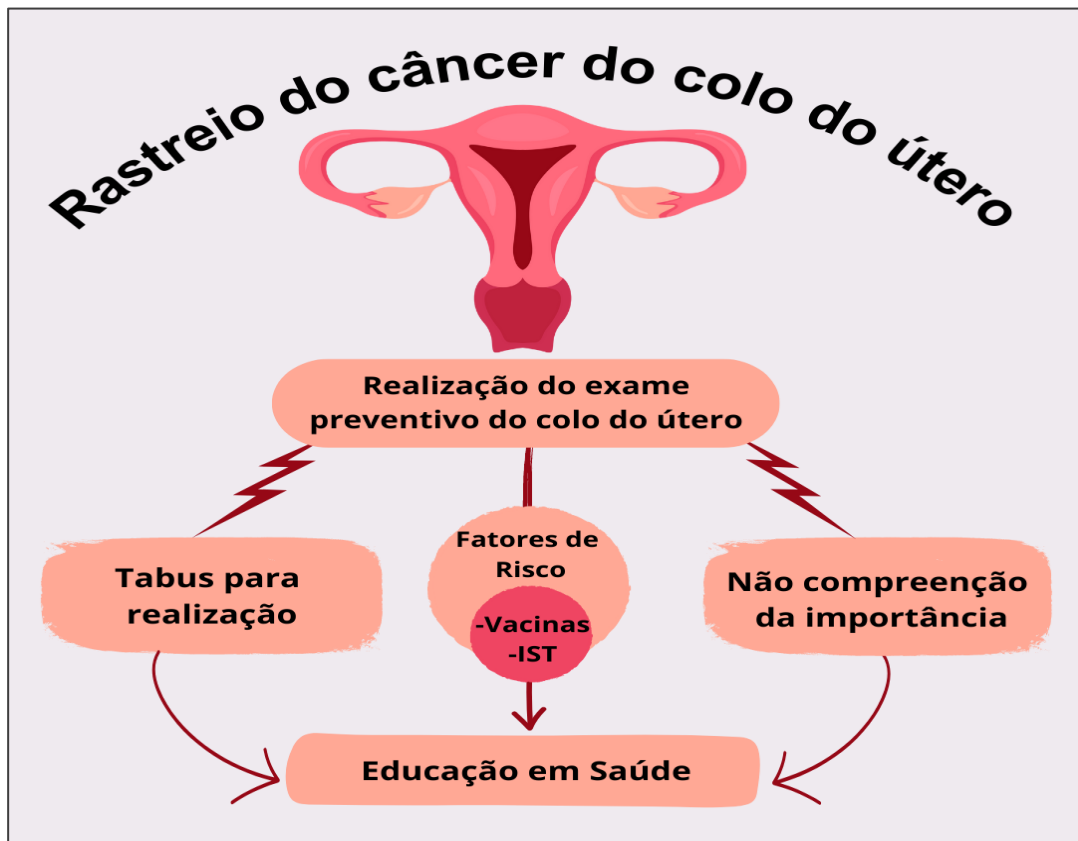 Rastreio do câncer do colo do útero
Realização do exame
preventivo do colo do útero
Fatores de
Risco
-Vacinas
-IST
Tabus para
realização
Não compreenção
da importância
Educação em Saúde